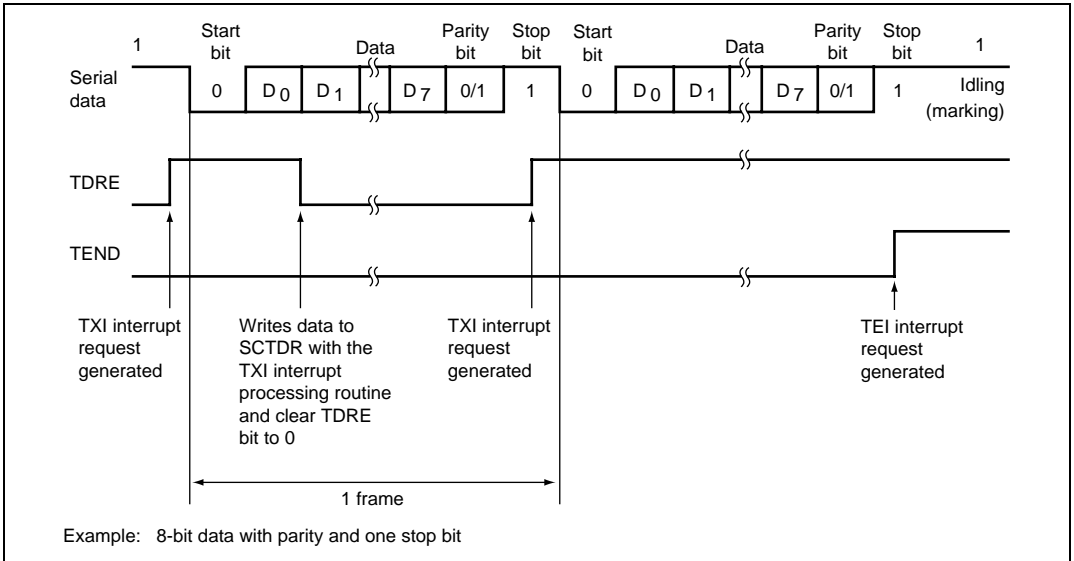 1 Start bit Data Parity bit Stop bit Start bit Data Parity bit Stop bit 1
Serial data 0 D0 D1 D7 0/1 1 0 D0 D1 D7 0/1 1 Idling (marking)
TDRE
TEND
TXI interrupt request generated
Writes data to SCTDR with the TXI interrupt processing routine and clear TDRE bit to 0
TXI interrupt request generated
TEI interrupt request generated
1 frame
Example: 8-bit data with parity and one stop bit